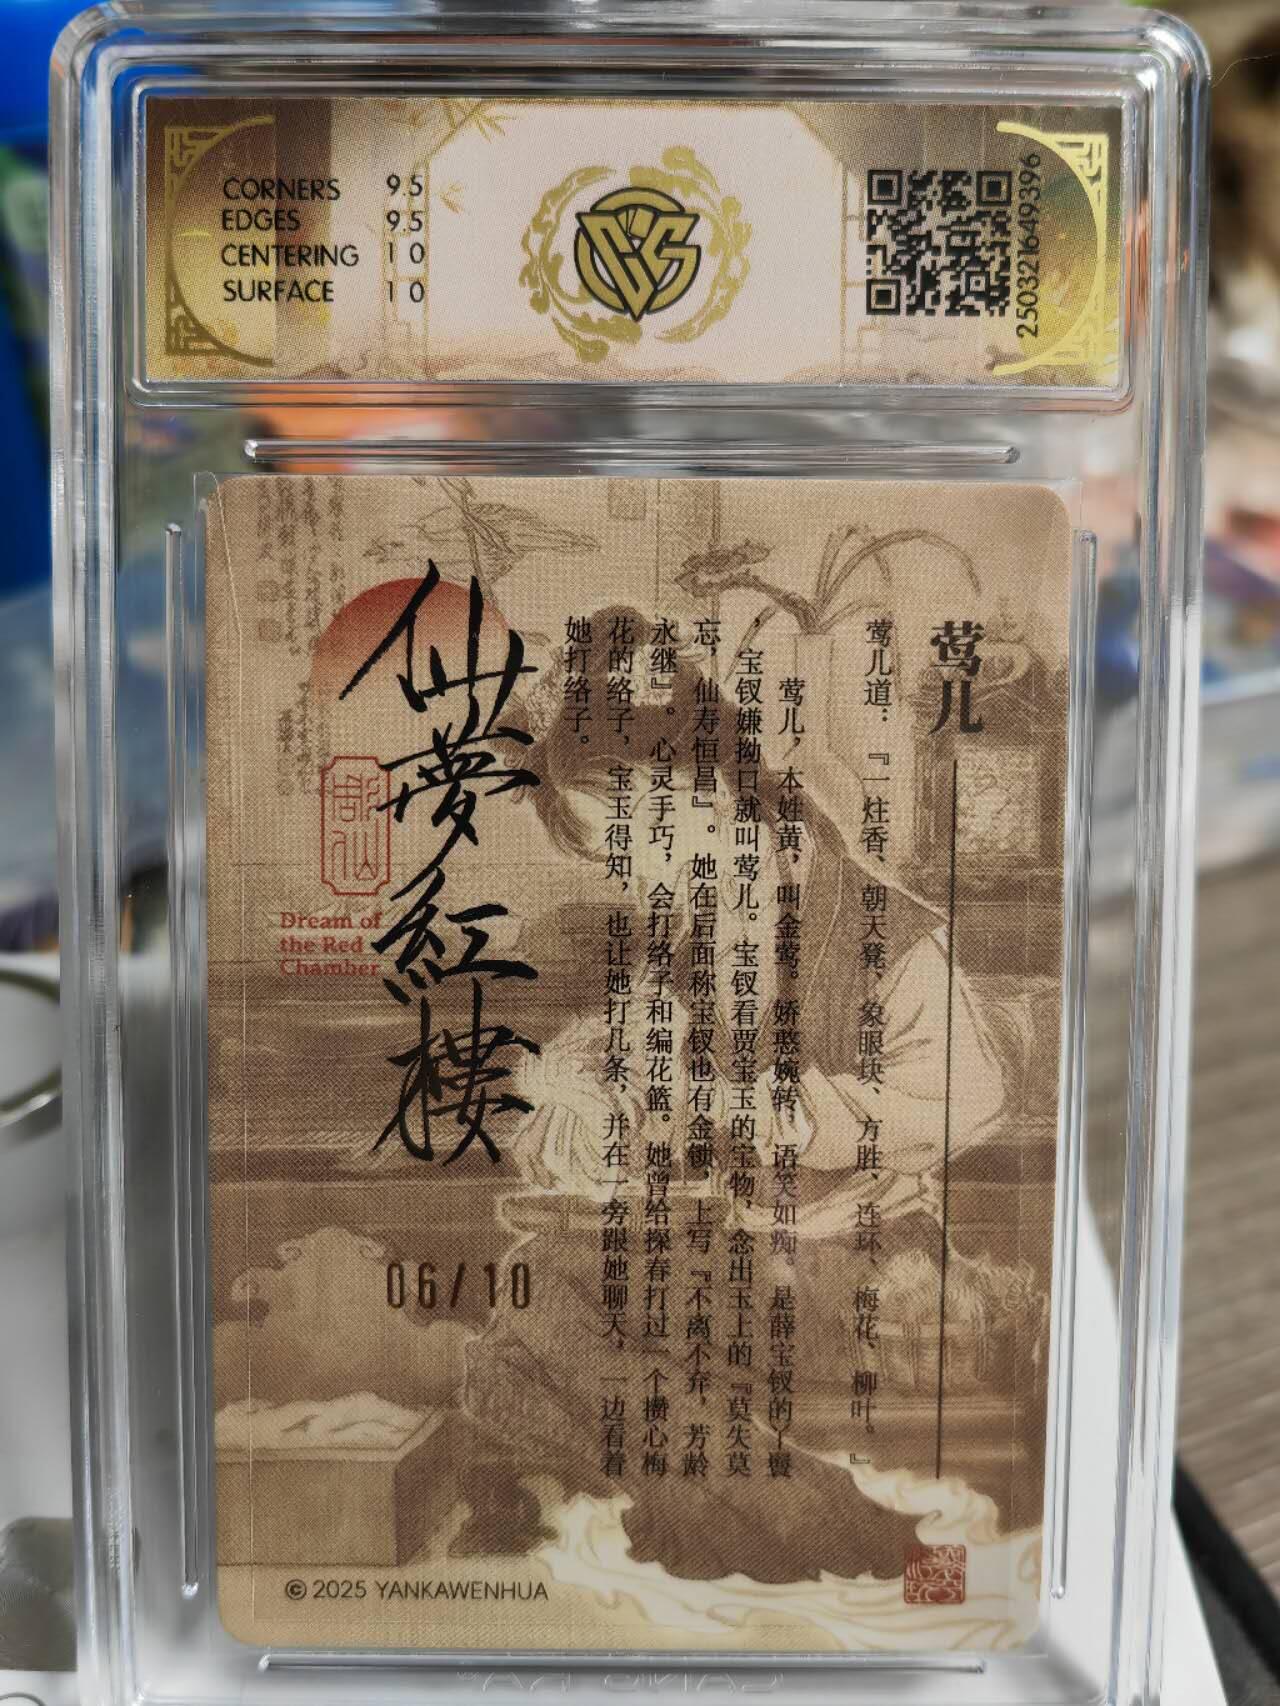 CORNERS 9.5
EDGES 9.5
CENTERING 10
SURFACE 10
250321649396
莺儿
莺儿道：『一炷香、朝天凳、象眼块、方胜、连环、梅花、柳叶。』
莺儿，本姓黄，叫金莺。娇憨婉转，语笑如痴。是薛宝钗的丫鬟
，宝钗嫌拗口就叫莺儿。宝钗看贾宝玉的宝物，念出玉上的『莫失莫
忘，仙寿恒昌』。她在后面称宝钗也有金锁，上写『不离不弃，芳龄
永继』。心灵手巧，会打络子和编花篮。她曾给探春打过一个攒心梅
花的络子，宝玉得知，也让她打几条，并在一旁跟她聊天，一边看着
她打络子。
仙夢紅樓
Dream of
the Red
Chamber
06/10
© 2025 YANKAWENHUA